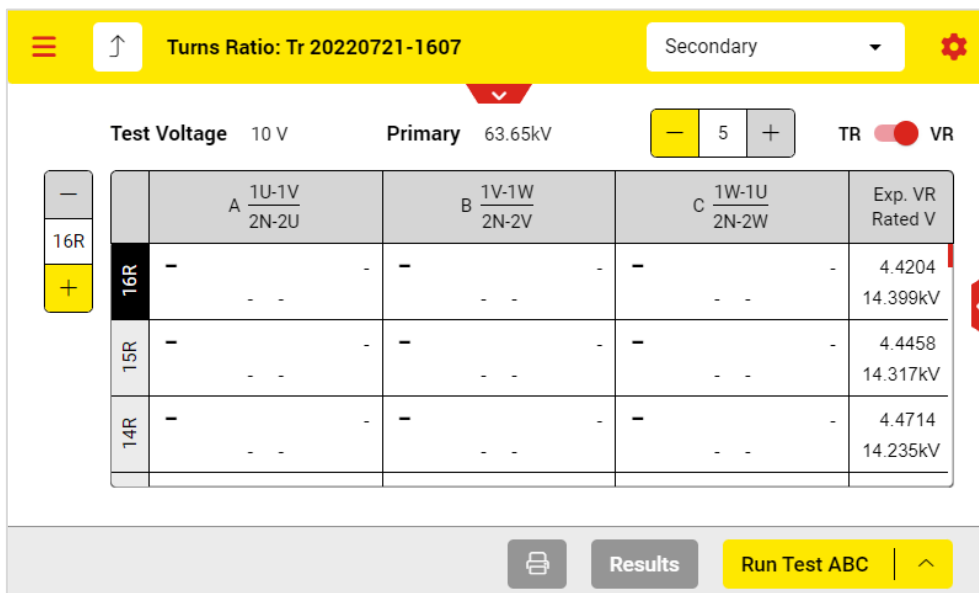 Turns Ratio: Tr 20220721-1607
Secondary
Test Voltage 10 V Primary 63.65kV − 5 + TR VR
−
16R
+
A 1U-1V 2N-2U
B 1V-1W 2N-2V
C 1W-1U 2N-2W
Exp. VR
Rated V
16R - - - - - - 4.4204
- - - - - - 14.399kV
15R - - - - - - 4.4458
- - - - - - 14.317kV
14R - - - - - - 4.4714
- - - - - - 14.235kV
Results
Run Test ABC